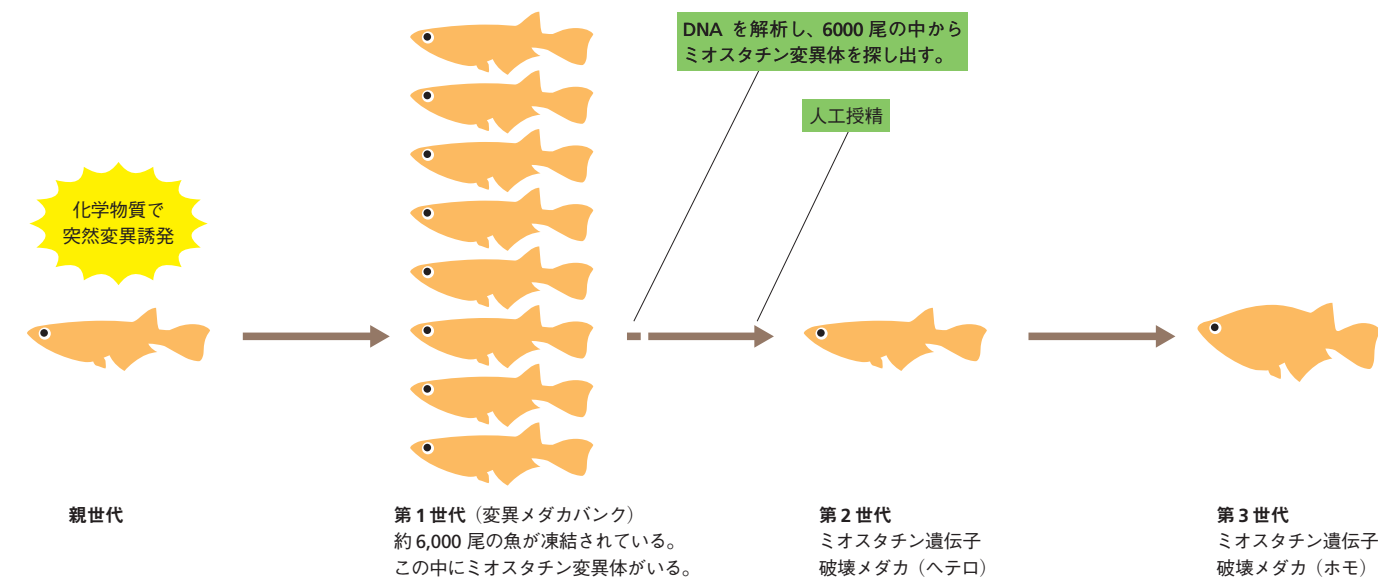 DNA を解析し、6000 尾の中から
ミオスタチン変異体を探し出す。
人工授精
化学物質で
突然変異誘発
親世代
第1世代（変異メダカバンク）
約6,000 尾の魚が凍結されている。
この中にミオスタチン変異体がいる。
第2世代
ミオスタチン遺伝子
破壊メダカ（ヘテロ）
第3世代
ミオスタチン遺伝子
破壊メダカ（ホモ）